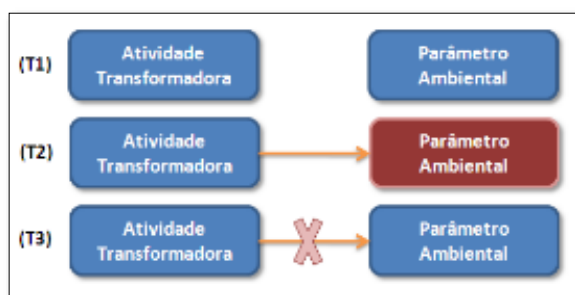 (T1)
Atividade
Transformadora
Parâmetro
Ambiental
(T2)
Atividade
Transformadora
Parâmetro
Ambiental
(T3)
Atividade
Transformadora
Parâmetro
Ambiental